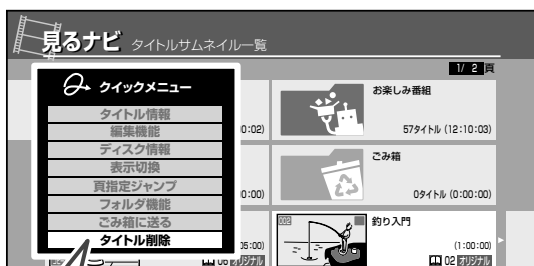 見るナビ タイトルサムネイル一覧
1/ 2 頁
クイックメニュー
タイトル情報
編集機能
ディスク情報
表示切換
頁指定ジャンプ
フォルダ機能
ごみ箱に送る
タイトル削除
0:02)
0:00)
05:00)
06 オリジナル
お楽しみ番組
57タイトル (12:10:03)
ごみ箱
0タイトル (0:00:00)
002
釣り入門
(1:00:00)
02 オリジナル